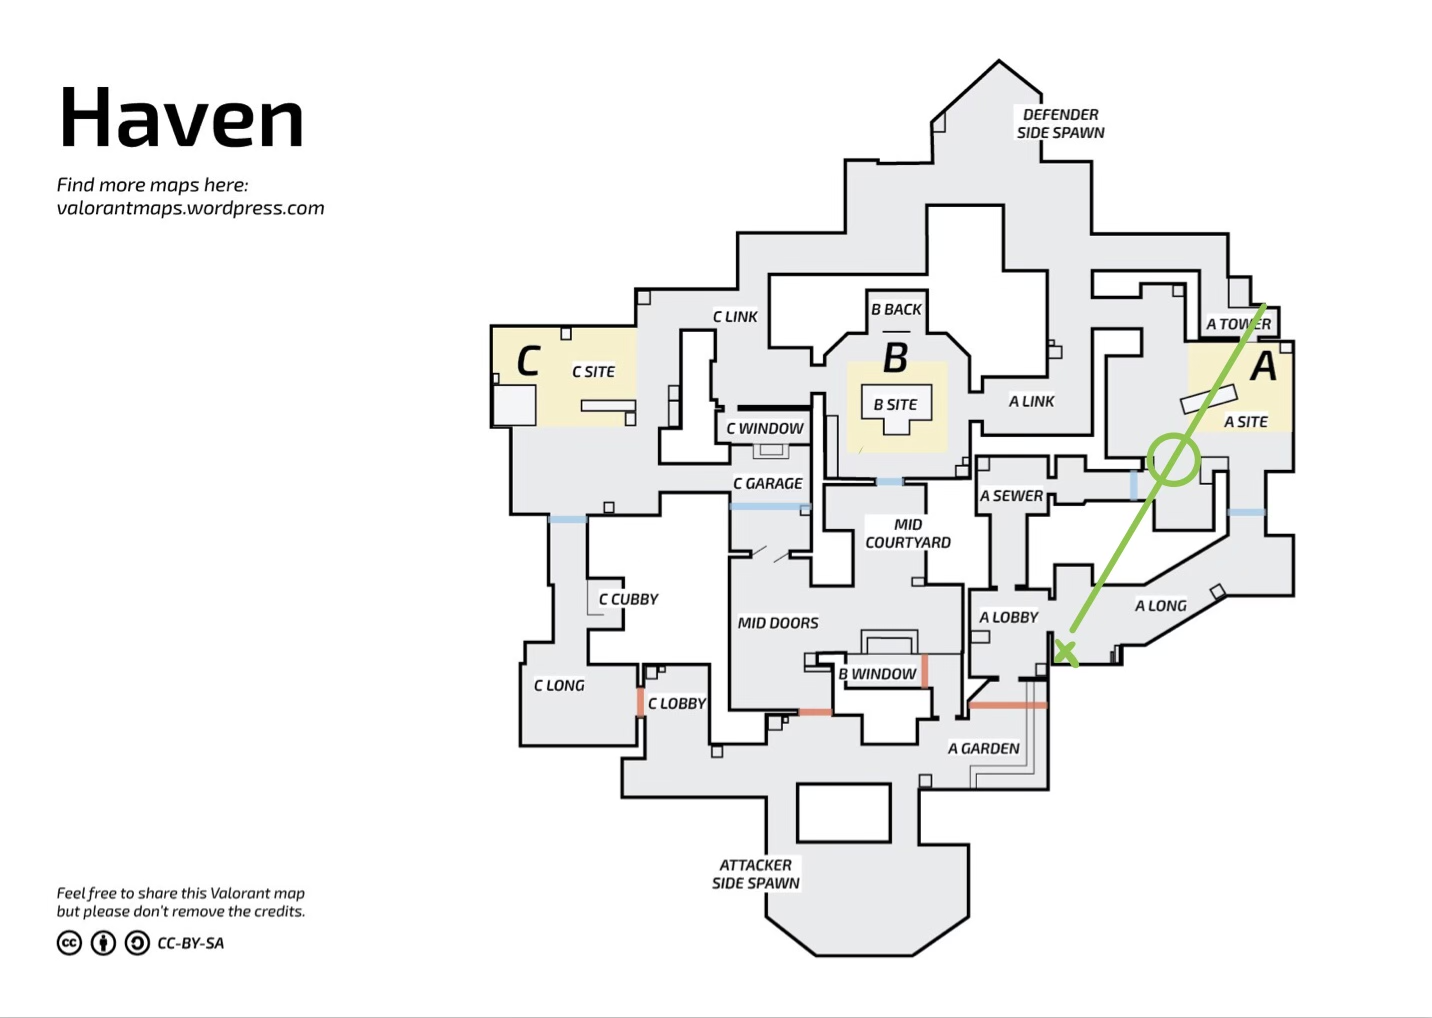 Haven
Find more maps here:
valorantmaps.wordpress.com
DEFENDER
SIDE SPAWN
B BACK
C LINK
A TOWER
C
C SITE
B
B SITE
A LINK
A
A SITE
C WINDOW
C GARAGE
A SEWER
MID
COURTYARD
C CUBBY
MID DOORS
A LOBBY
A LONG
B WINDOW
C LONG
C LOBBY
A GARDEN
ATTACKER
SIDE SPAWN
Feel free to share this Valorant map
but please don't remove the credits.
cc CC-BY-SA